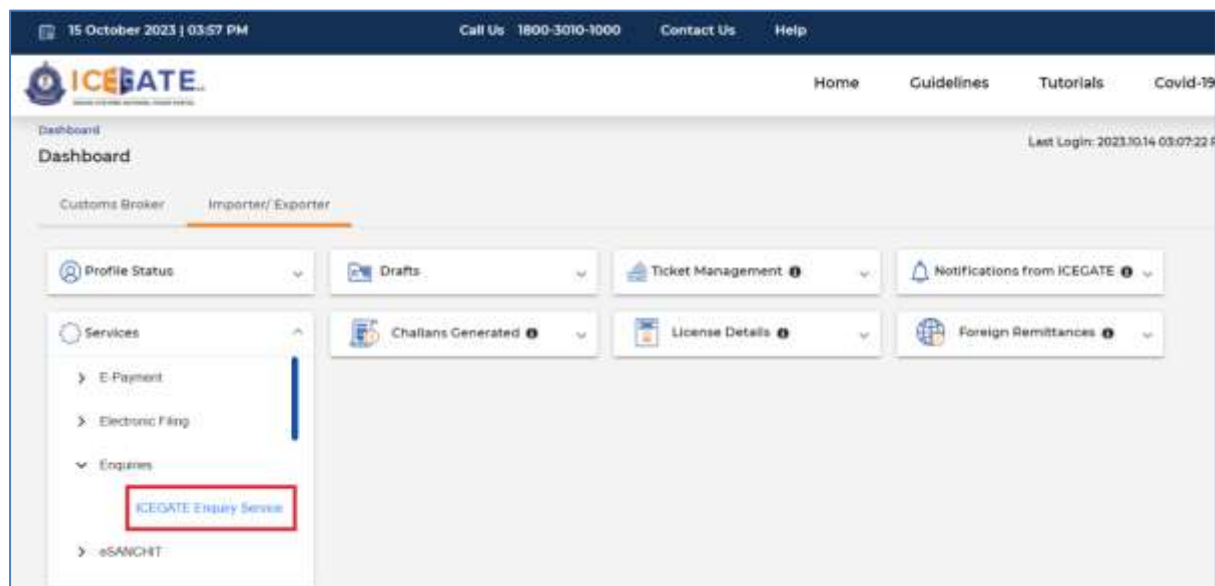 15 October 2023 | 03:57 PM Call Us 1800-3010-1000 Contact Us Help
ICEGATE Home Guidelines Tutorials Covid-19
Dashboard
Dashboard Last Login: 2023.10.14 03:07:22 P
Customs Broker Importer/ Exporter
Profile Status Drafts Ticket Management Notifications from ICEGATE
Services Challans Generated License Details Foreign Remittances
E-Payment
Electronic Filing
Enquiries
ICEGATE Enquiry Service
eSANCHIT